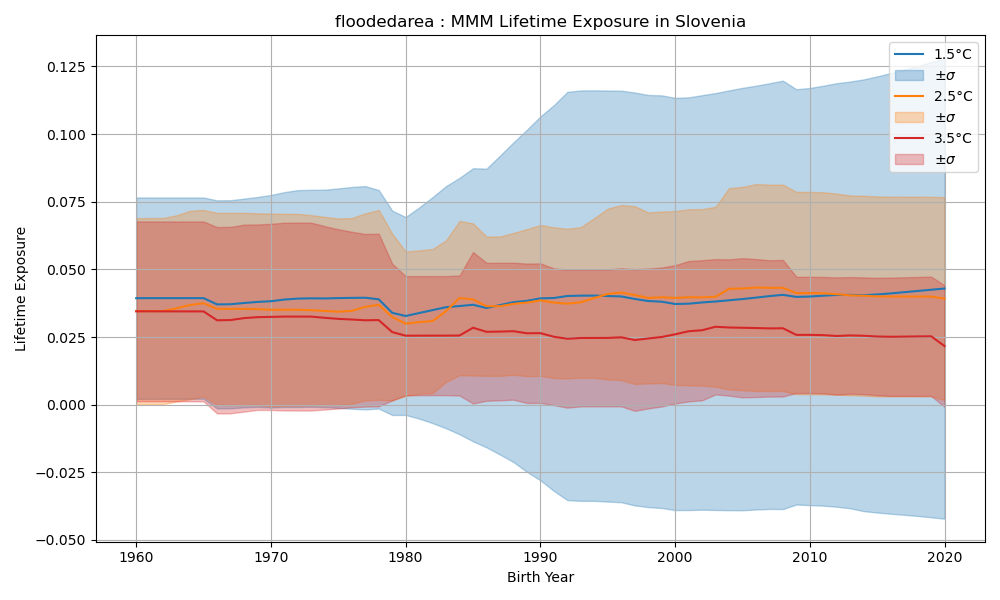 floodedarea : MMM Lifetime Exposure in Slovenia
Lifetime Exposure
0.125
0.100
0.075
0.050
0.025
0.000
−0.025
−0.050
1960
1970
1980
1990
2000
2010
2020
Birth Year
1.5°C
±σ
2.5°C
±σ
3.5°C
±σ